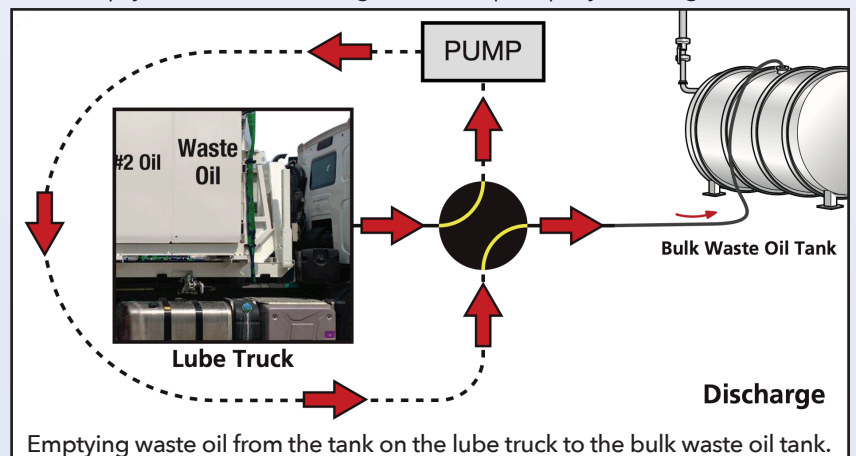 PUMP
#2 Oil
Waste
Oil
Bulk Waste Oil Tank
Lube Truck
Discharge
Emptying waste oil from the tank on the lube truck to the bulk waste oil tank.